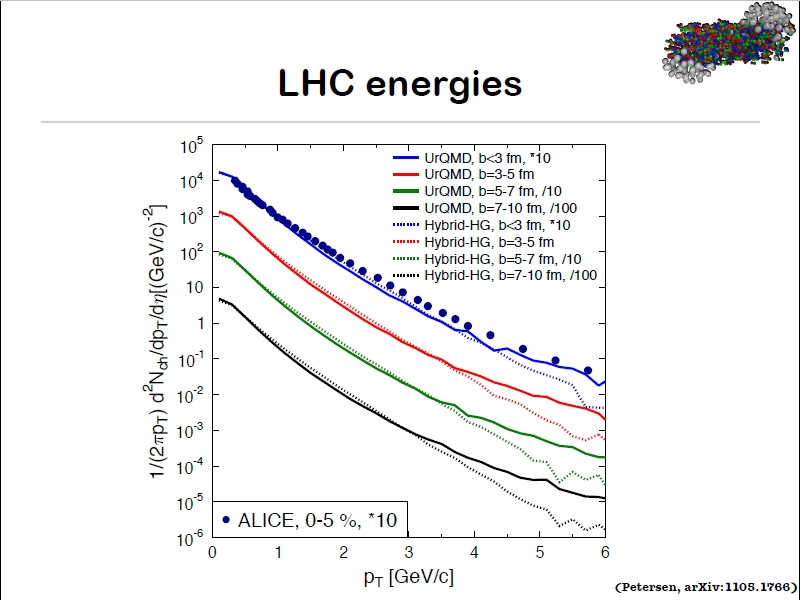 LHC energies
10^5
10^4
10^3
10^2
10
1
10^-1
10^-2
10^-3
10^-4
10^-5
10^-6
1/(2πp_T) d^2N_ch/dp_T/dη[(GeV/c)^-2]
UrQMD, b<3 fm, *10
UrQMD, b=3-5 fm
UrQMD, b=5-7 fm, /10
UrQMD, b=7-10 fm, /100
Hybrid-HG, b<3 fm, *10
Hybrid-HG, b=3-5 fm
Hybrid-HG, b=5-7 fm, /10
Hybrid-HG, b=7-10 fm, /100
ALICE, 0-5 %, *10
0 1 2 3 4 5 6
p_T [GeV/c]
(Petersen, arXiv:1105.1766)